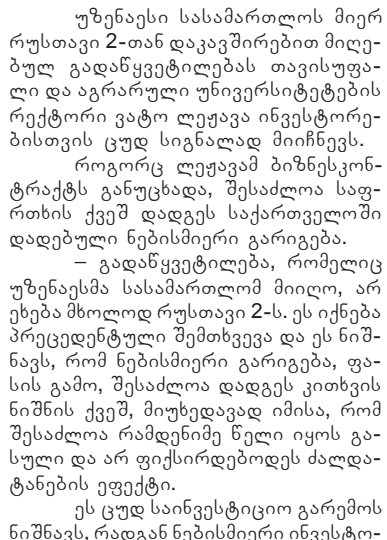 უზენაესი სასამართლოს მიერ
რუსთავი 2-თან დაკავშირებით მიღე-
ბულ გადაწყვეტილებას თავისუფა-
ლი და აგრარული უნივერსიტეტების
რექტორი ვატო ლეჟავა ინვესტორე-
ბისთვის ცუდ სიგნალად მიიჩნევს.
როგორც ლეჟავამ ბიზნესკონ-
ტრაქტს განუცხადა, შესაძლოა საფ-
რთხის ქვეშ დადგეს საქართველოში
დადებული ნებისმიერი გარიგება.
– გადაწყვეტილება, რომელიც
უზენაესმა სასამართლომ მიიღო, არ
ეხება მხოლოდ რუსთავი 2-ს. ეს იქნება
პრეცედენტული შემთხვევა და ეს ნიშ-
ნავს, რომ ნებისმიერი გარიგება, ფა-
სის გამო, შესაძლოა დადგეს კითხვის
ნიშნის ქვეშ, მიუხედავად იმისა, რომ
შესაძლოა რამდენიმე წელი იყოს გა-
სული და არ ფიქსირდებოდეს ძალდა-
ტანების ეფექტი.
ეს ცუდ საინვესტიციო გარემოს
ნიშნავს, რადგან ნებისმიერი ინვესტო-